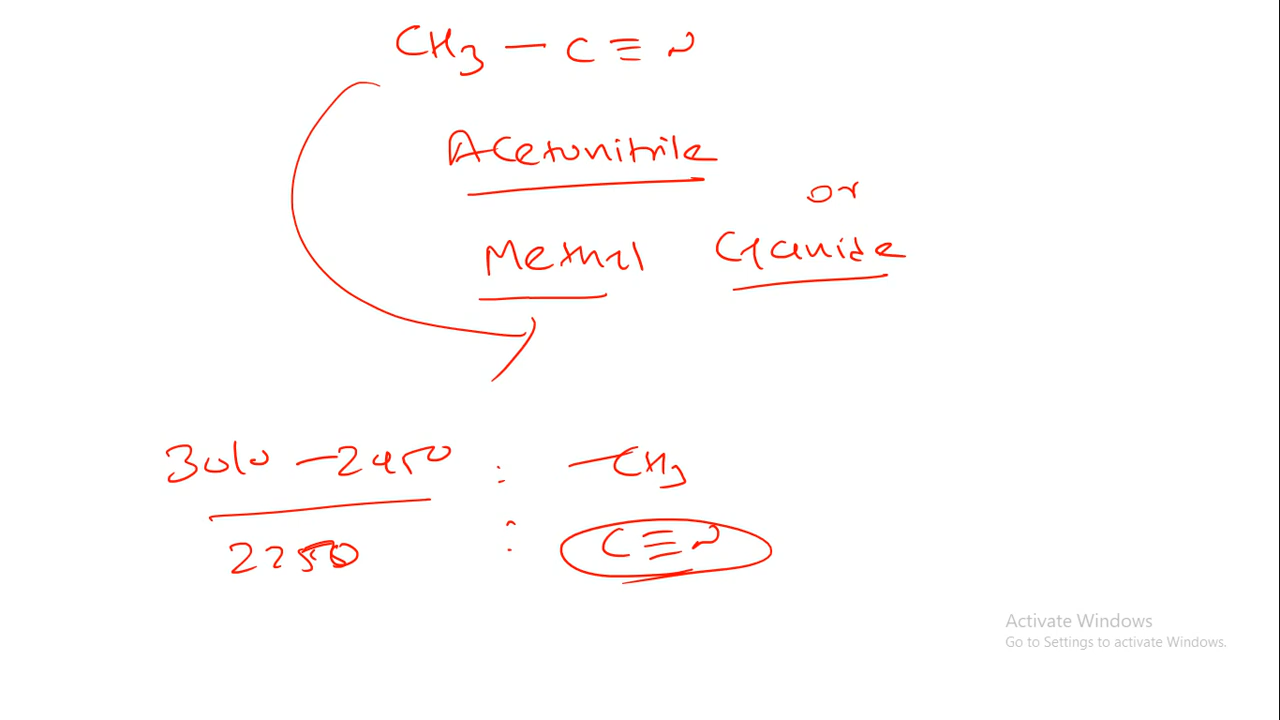 CH3 — C ≡ N
Acetonitrile
or
Methyl Cyanide
3010 — 2450 : — CH3
2250 : C ≡ N
Activate Windows
Go to Settings to activate Windows.